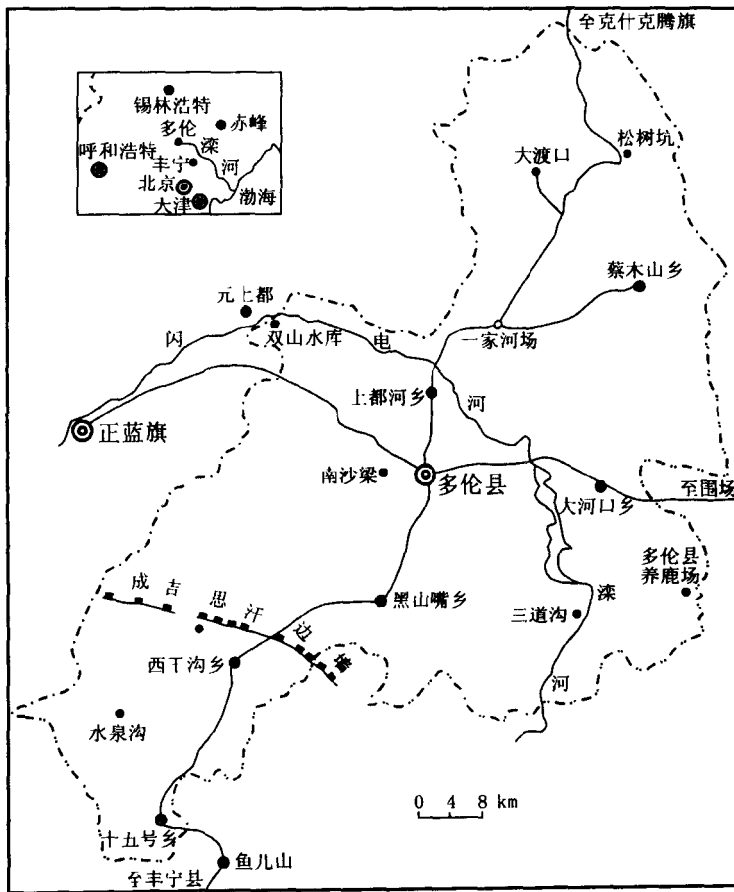 至克什克腾旗
锡林浩特
多伦
赤峰
滦
河
呼和浩特
丰宁
北京
大津
渤海
松树坑
大渡口
蔡木山乡
元上都
闪
双山水库
电
一家河场
上都河乡
河
正蓝旗
南沙梁
多伦县
大河口乡
至围场
成
吉
思
汗
边
墙
黑山嘴乡
滦
多伦县
养鹿场
三道沟
西干沟乡
河
水泉沟
0 4 8 km
十五号乡
鱼儿山
至丰宁县